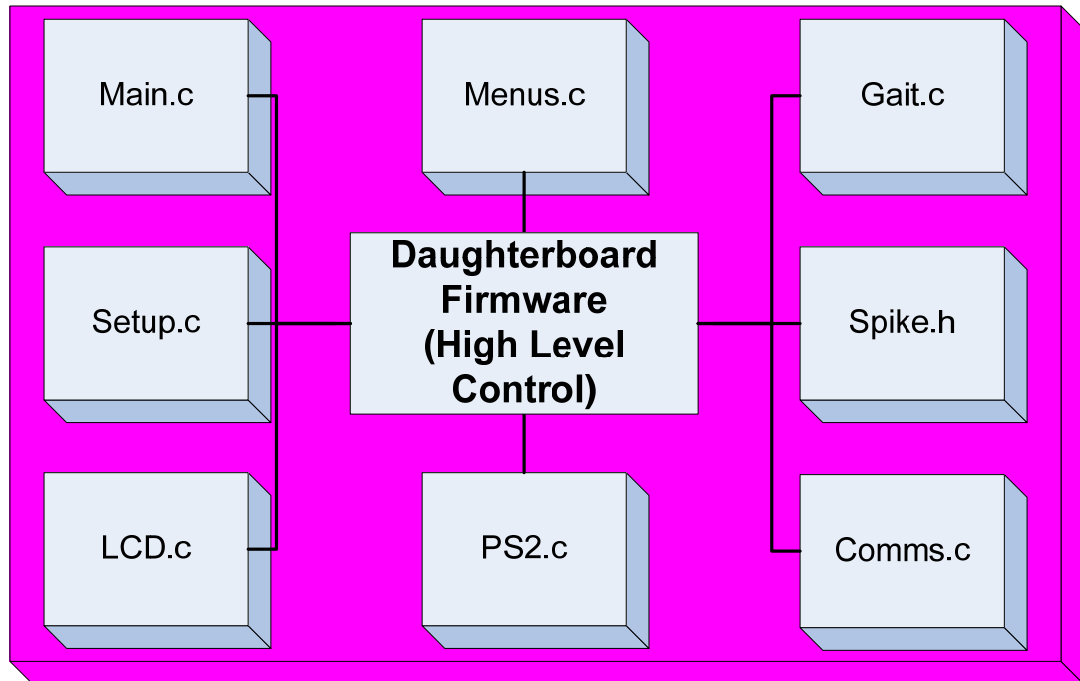 Main.c
Menus.c
Gait.c
Setup.c
Daughterboard
Firmware
(High Level
Control)
Spike.h
LCD.c
PS2.c
Comms.c